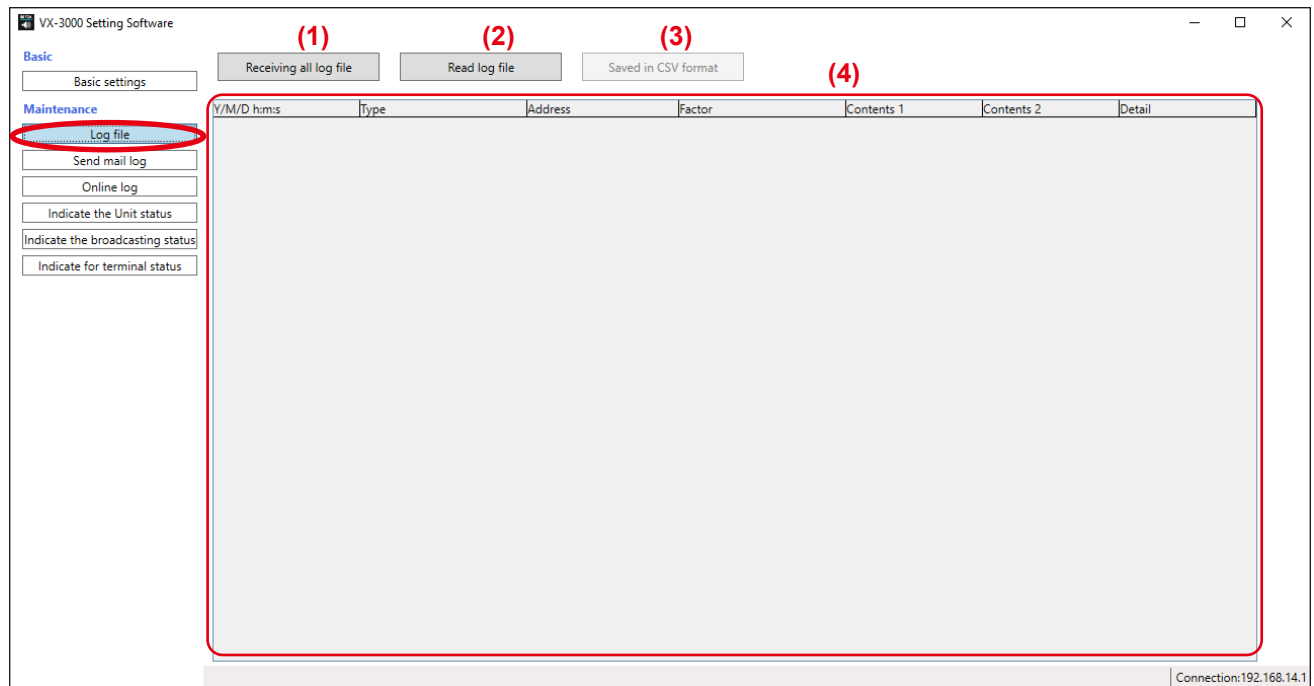 VX-3000 Setting Software
(1) (2) (3) (4)
Basic
Receiving all log file Read log file Saved in CSV format
Basic settings
Maintenance
Y/M/D h:m:s Type Address Factor Contents 1 Contents 2 Detail
Log file
Send mail log
Online log
Indicate the Unit status
Indicate the broadcasting status
Indicate for terminal status
Connection:192.168.14.1